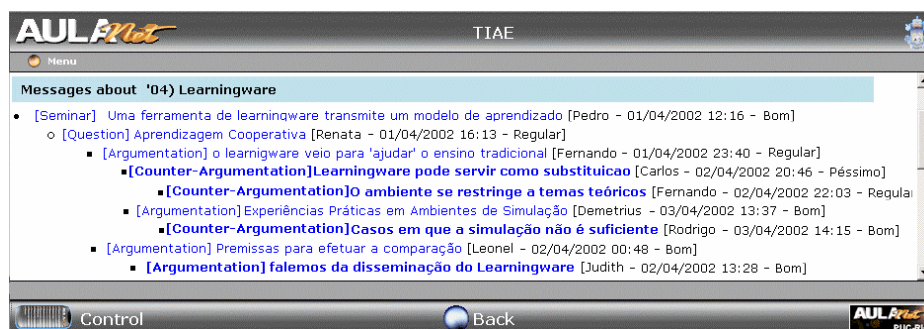 AULANet TIAE
Menu
Messages about '04) Learningware
[Seminar] Uma ferramenta de learningware transmite um modelo de aprendizado [Pedro - 01/04/2002 12:16 - Bom]
[Question] Aprendizagem Cooperativa [Renata - 01/04/2002 16:13 - Regular]
[Argumentation] o learnigware veio para 'ajudar' o ensino tradicional [Fernando - 01/04/2002 23:40 - Regular]
[Counter-Argumentation]Learningware pode servir como substituicao [Carlos - 02/04/2002 20:46 - Péssimo]
[Counter-Argumentation]O ambiente se restringe a temas teóricos [Fernando - 02/04/2002 22:03 - Regular
[Argumentation] Experiências Práticas em Ambientes de Simulação [Demetrius - 03/04/2002 13:37 - Bom]
[Counter-Argumentation]Casos em que a simulação não é suficiente [Rodrigo - 03/04/2002 14:15 - Bom]
[Argumentation] Premissas para efetuar a comparação [Leonel - 02/04/2002 00:48 - Bom]
[Argumentation] falemos da disseminação do Learningware [Judith - 02/04/2002 13:28 - Bom]
Control Back AULANet